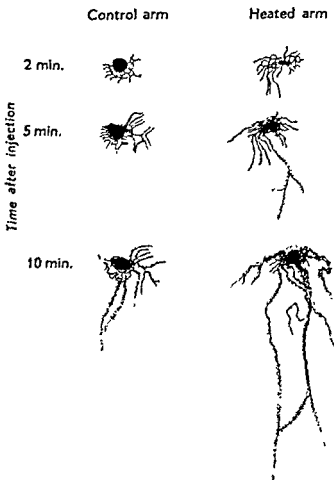 Control arm
Heated arm
2 min.
5 min.
10 min.
Time after injection